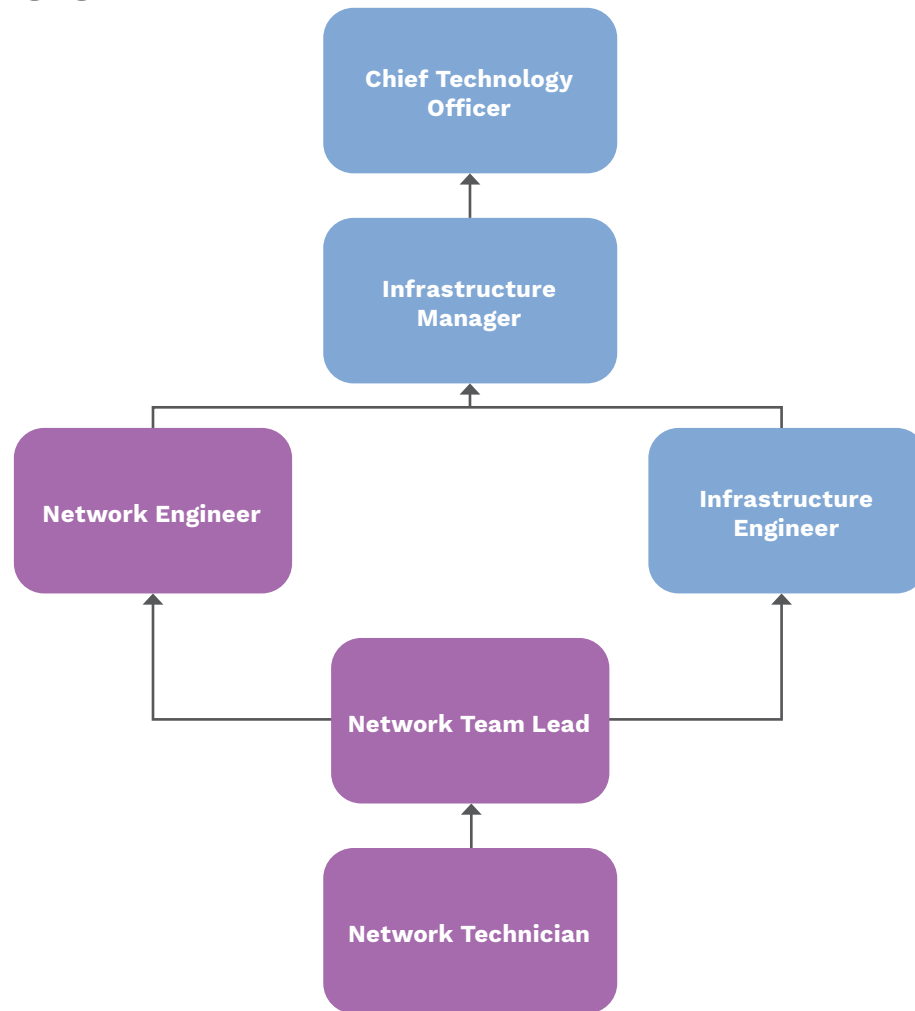 Chief Technology
Officer
Infrastructure
Manager
Network Engineer
Infrastructure
Engineer
Network Team Lead
Network Technician